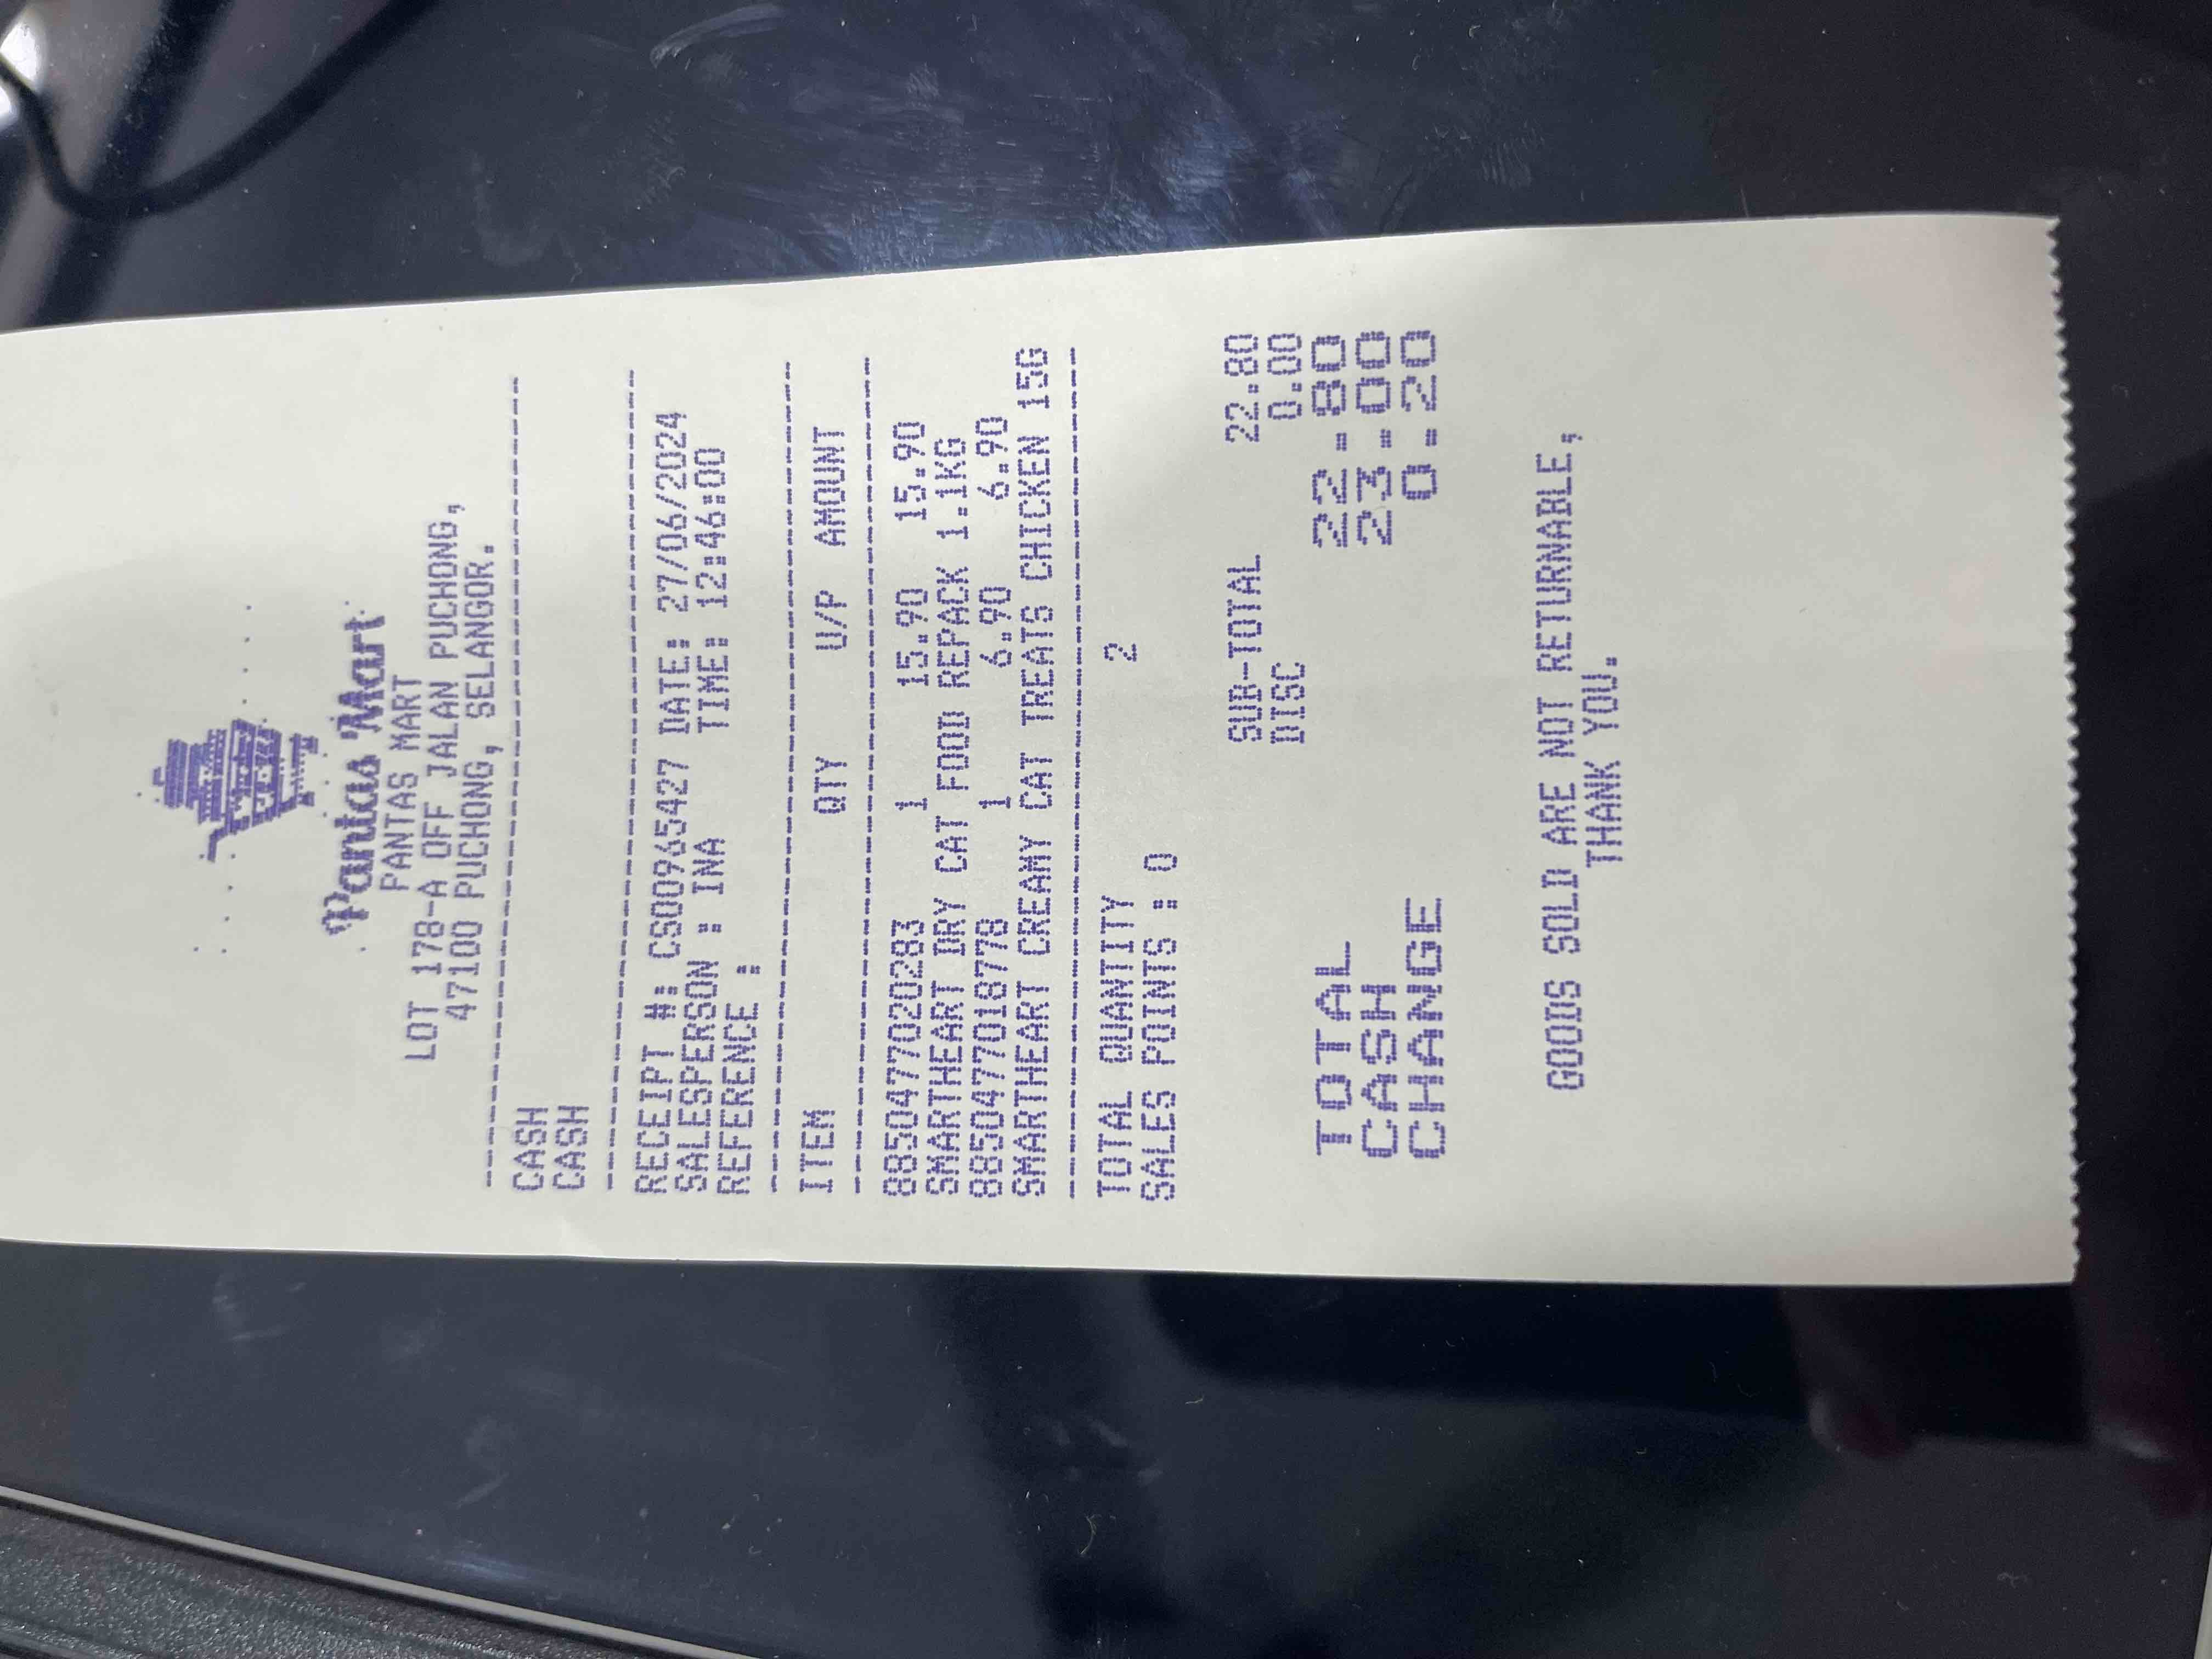 Pantas Mart
PANTAS MART
LOT 178-A OFF JALAN PUCHONG,
47100 PUCHONG, SELANGOR.
CASH
CASH
RECEIPT #: CS00965427 DATE: 27/06/2024
SALESPERSON : INA TIME: 12:46:00
REFERENCE :
ITEM QTY U/P AMOUNT
8850477020283 1 15.90 15.90
SMARTHEART DRY CAT FOOD REPACK 1.1KG
8850477018778 1 6.90 6.90
SMARTHEART CREAMY CAT TREATS CHICKEN 15G
TOTAL QUANTITY 2
SALES POINTS : 0
SUB-TOTAL 22.80
DISC 0.00
TOTAL 22.80
CASH 23.00
CHANGE 0.20
GOODS SOLD ARE NOT RETURNABLE,
THANK YOU.